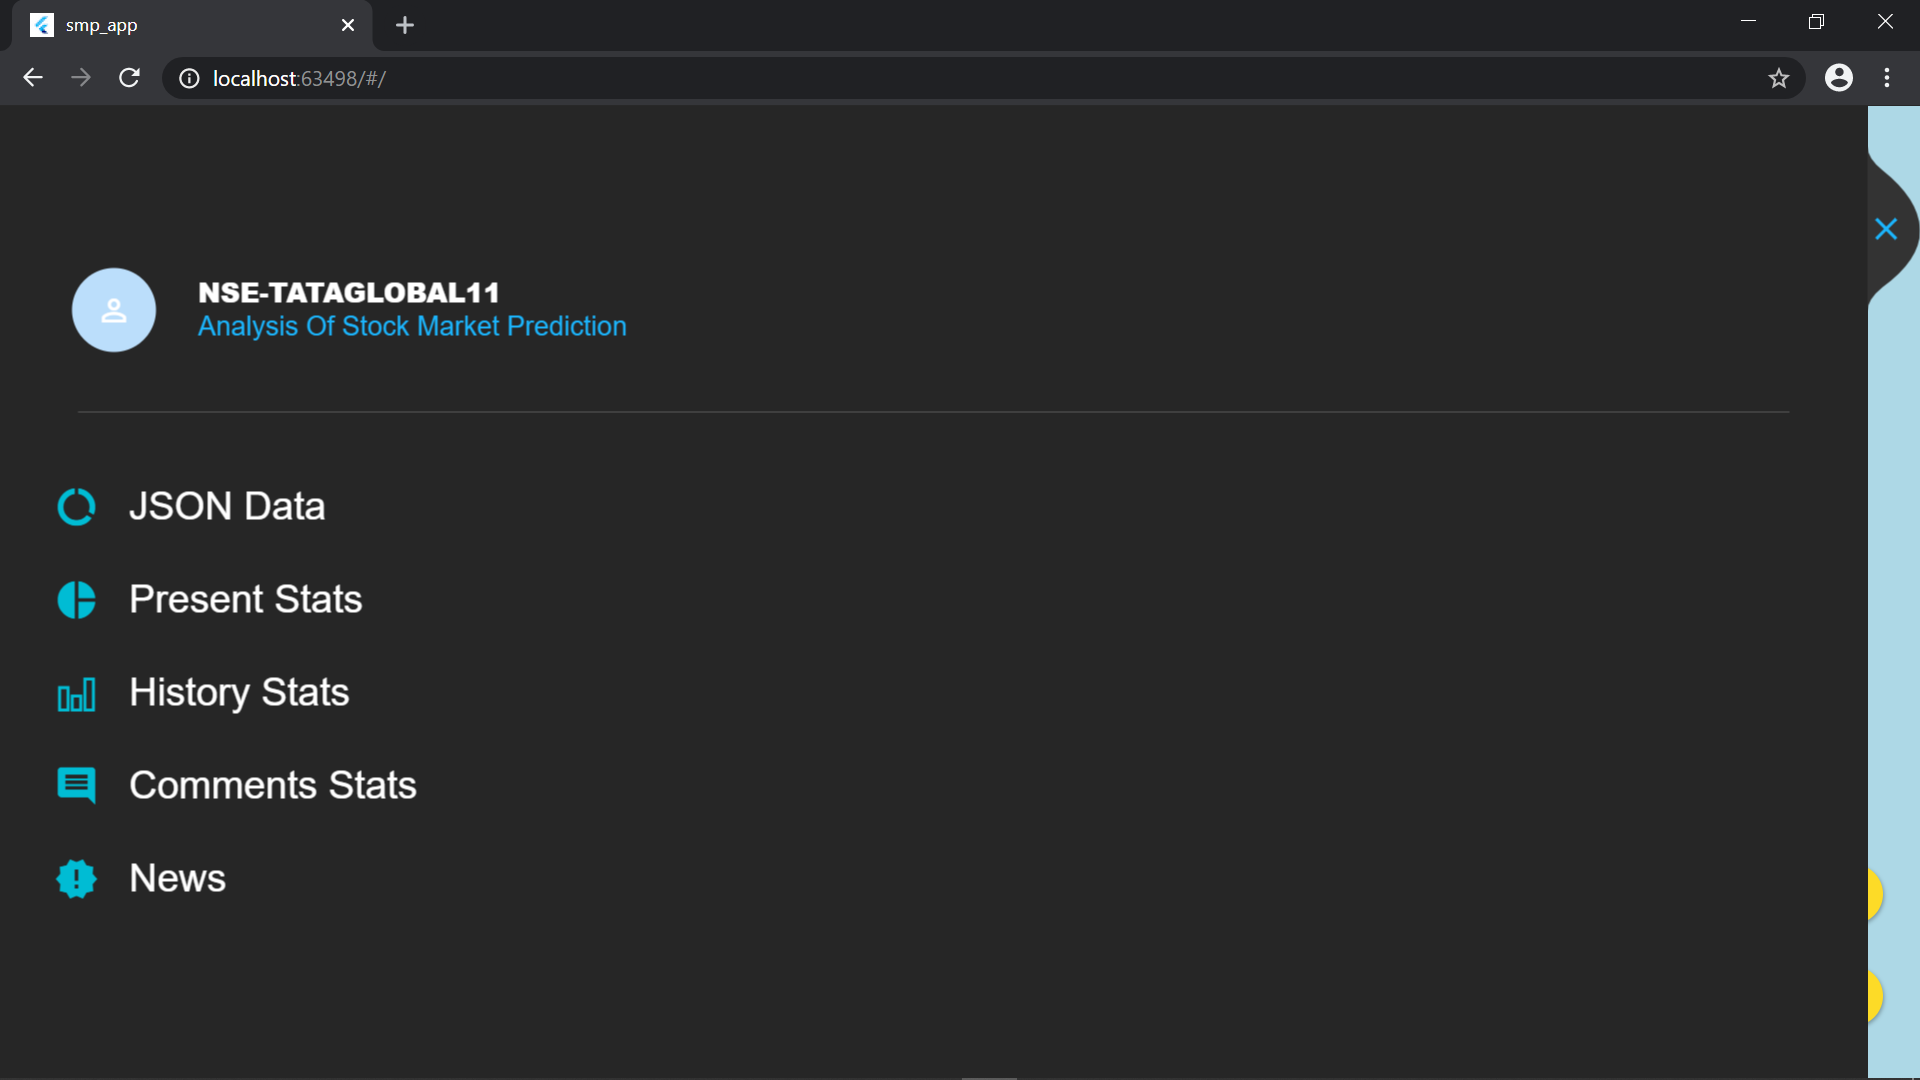 smp_app
localhost:63498/#/
NSE-TATAGLOBAL11
Analysis Of Stock Market Prediction
JSON Data
Present Stats
History Stats
Comments Stats
News